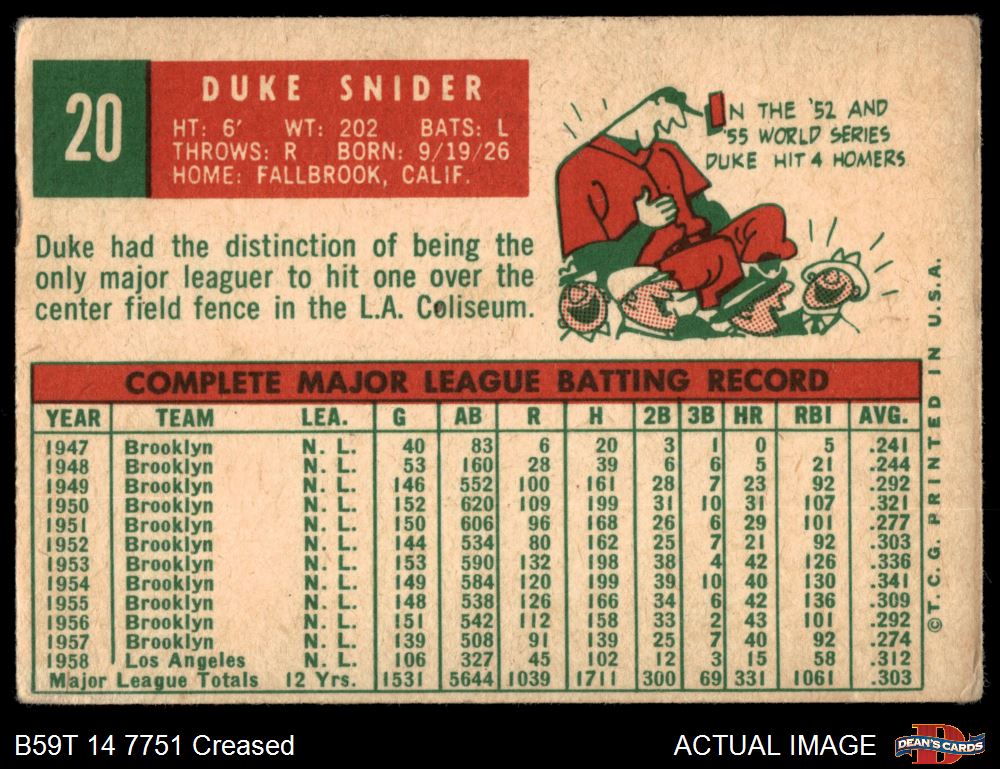 20
DUKE SNIDER
HT: 6' WT: 202 BATS: L
THROWS: R BORN: 9/19/26
HOME: FALLBROOK, CALIF.
IN THE '52 AND
'55 WORLD SERIES
DUKE HIT 4 HOMERS
Duke had the distinction of being the
only major leaguer to hit one over the
center field fence in the L.A. Coliseum.
COMPLETE MAJOR LEAGUE BATTING RECORD
YEAR TEAM LEA. G AB R H 2B 3B HR RBI AVG.
1947 Brooklyn N. L. 40 83 6 20 3 1 0 5 .241
1948 Brooklyn N. L. 53 160 28 39 6 6 5 21 .244
1949 Brooklyn N. L. 146 552 100 161 28 7 23 92 .292
1950 Brooklyn N. L. 152 620 109 199 31 10 31 107 .321
1951 Brooklyn N. L. 150 606 96 168 26 6 29 101 .277
1952 Brooklyn N. L. 144 534 80 162 25 7 21 92 .303
1953 Brooklyn N. L. 153 590 132 198 38 4 42 126 .336
1954 Brooklyn N. L. 149 584 120 199 39 10 40 130 .341
1955 Brooklyn N. L. 148 538 126 166 34 6 42 136 .309
1956 Brooklyn N. L. 151 542 112 158 33 2 43 101 .292
1957 Brooklyn N. L. 139 508 91 139 25 7 40 92 .274
1958 Los Angeles N. L. 106 327 45 102 12 3 15 58 .312
Major League Totals 12 Yrs. 1531 5644 1039 1711 300 69 331 1061 .303
©T.C.G. PRINTED IN U.S.A.
B59T 14 7751 Creased
ACTUAL IMAGE
DEAN'S CARDS